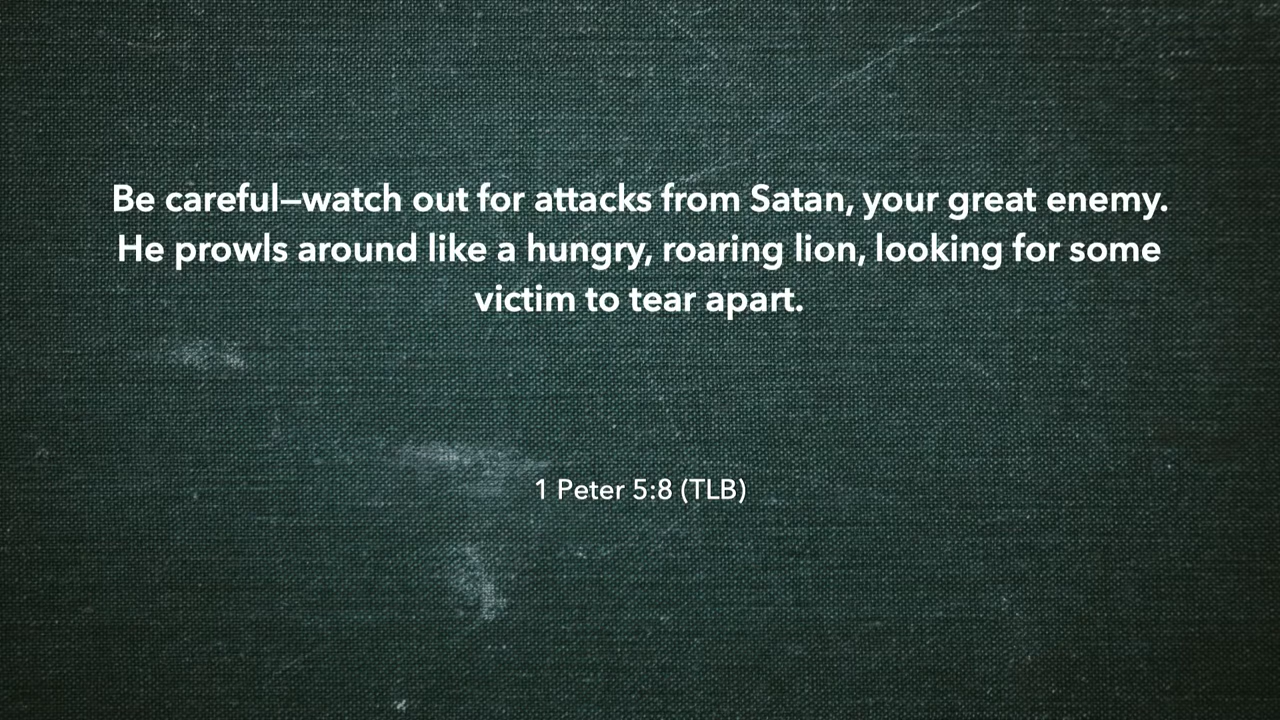 Be careful—watch out for attacks from Satan, your great enemy.
He prowls around like a hungry, roaring lion, looking for some
victim to tear apart.
1 Peter 5:8 (TLB)